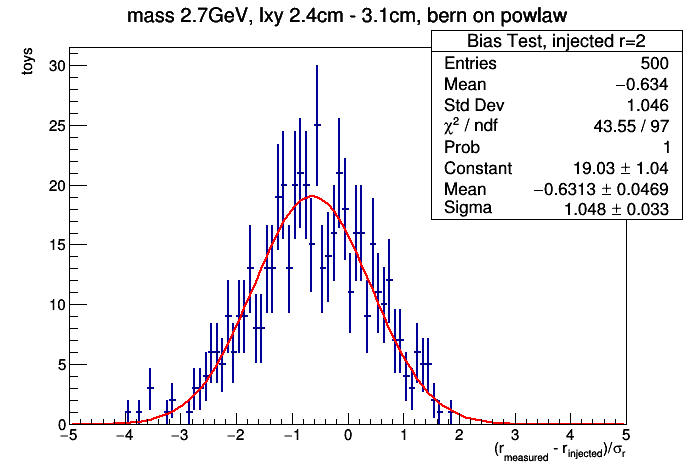 mass 2.7GeV, lxy 2.4cm - 3.1cm, bern on powlaw
toys
Bias Test, injected r=2
Entries 500
Mean −0.634
Std Dev 1.046
χ² / ndf 43.55 / 97
Prob 1
Constant 19.03 ± 1.04
Mean −0.6313 ± 0.0469
Sigma 1.048 ± 0.033
30
25
20
15
10
5
0
−5 −4 −3 −2 −1 0 1 2 3 4 5
(r_measured - r_injected)/σ_r